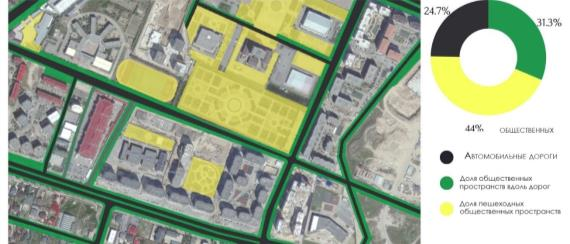 24.7%
31.3%
44%
ОБЩЕСТВЕННЫХ
АВТОМОБИЛЬНЫЕ ДОРОГИ
Доля общественных
пространств вдоль дорог
Доля пешеходных
общественных пространств